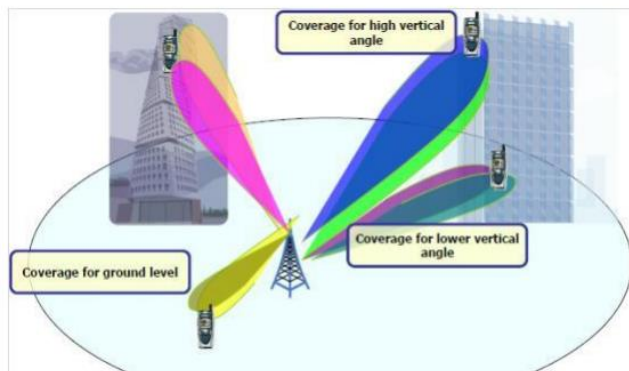 Coverage for high vertical
angle
Coverage for lower vertical
angle
Coverage for ground level